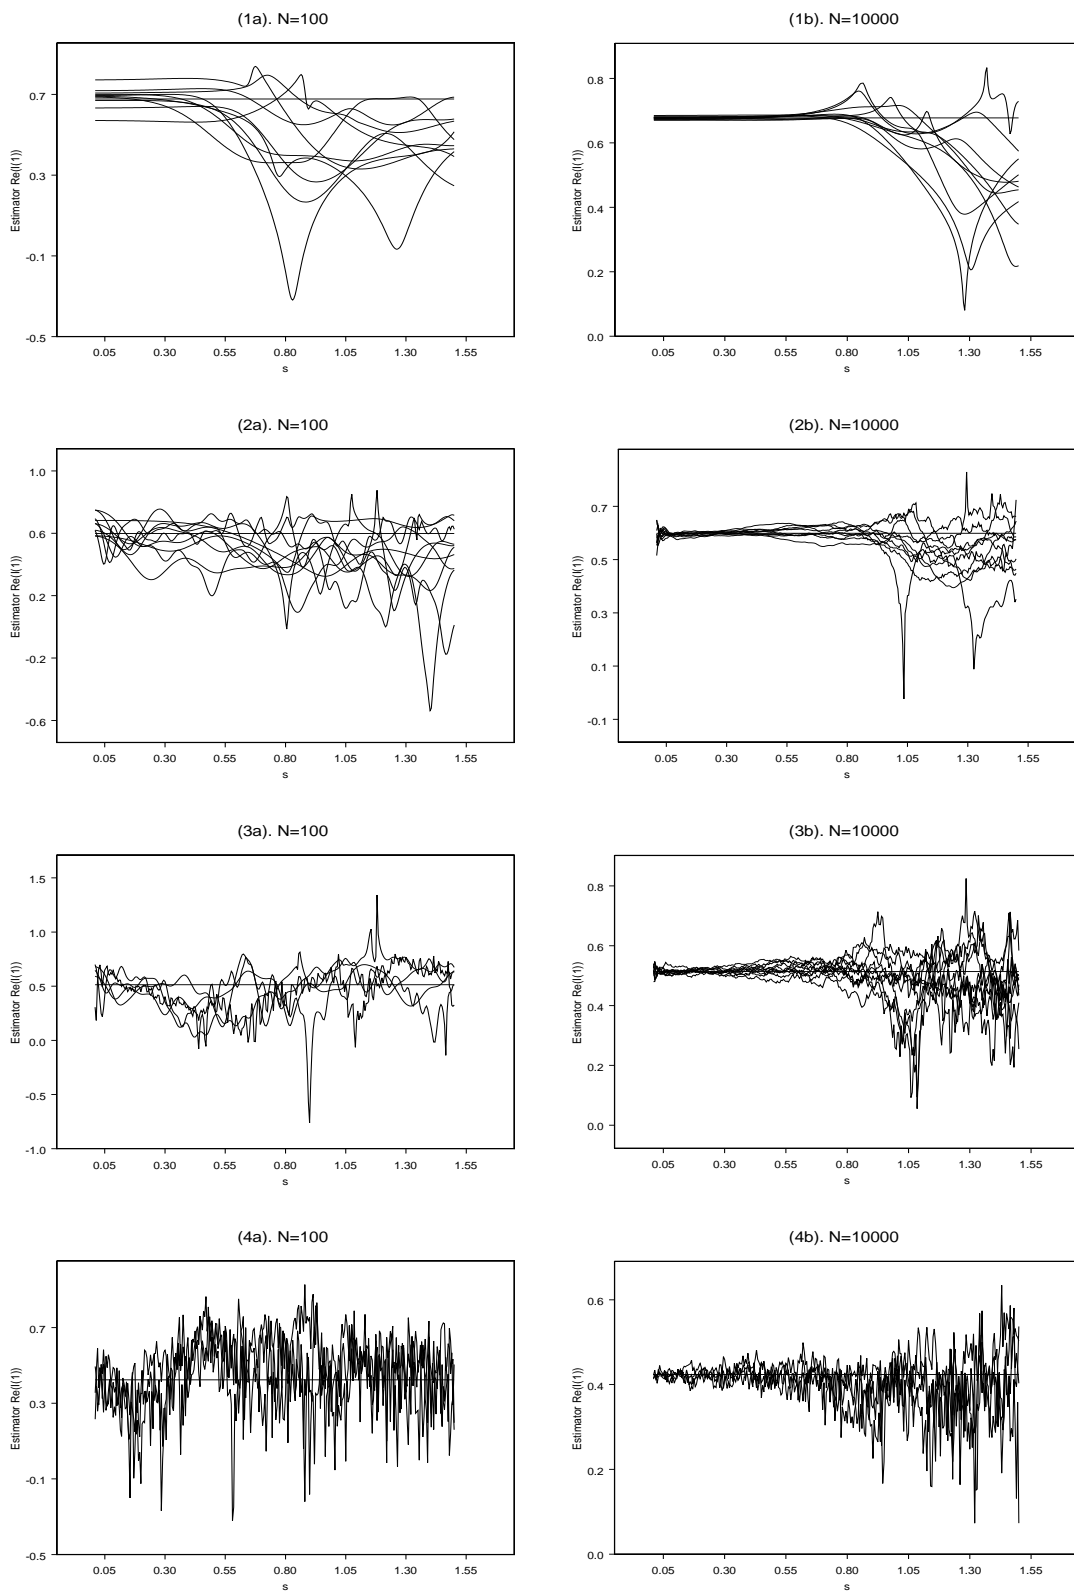 (1a). N=100
Estimator Re(l(1))
0.7
0.3
-0.1
-0.5
0.05 0.30 0.55 0.80 1.05 1.30 1.55
s
(1b). N=10000
Estimator Re(l(1))
0.8
0.6
0.4
0.2
0.0
0.05 0.30 0.55 0.80 1.05 1.30 1.55
s
(2a). N=100
Estimator Re(l(1))
1.0
0.6
0.2
-0.2
-0.6
0.05 0.30 0.55 0.80 1.05 1.30 1.55
s
(2b). N=10000
Estimator Re(l(1))
0.7
0.5
0.3
0.1
-0.1
0.05 0.30 0.55 0.80 1.05 1.30 1.55
s
(3a). N=100
Estimator Re(l(1))
1.5
1.0
0.5
0.0
-0.5
-1.0
0.05 0.30 0.55 0.80 1.05 1.30 1.55
s
(3b). N=10000
Estimator Re(l(1))
0.8
0.6
0.4
0.2
0.0
0.05 0.30 0.55 0.80 1.05 1.30 1.55
s
(4a). N=100
Estimator Re(l(1))
0.7
0.3
-0.1
-0.5
0.05 0.30 0.55 0.80 1.05 1.30 1.55
s
(4b). N=10000
Estimator Re(l(1))
0.6
0.4
0.2
0.0
0.05 0.30 0.55 0.80 1.05 1.30 1.55
s